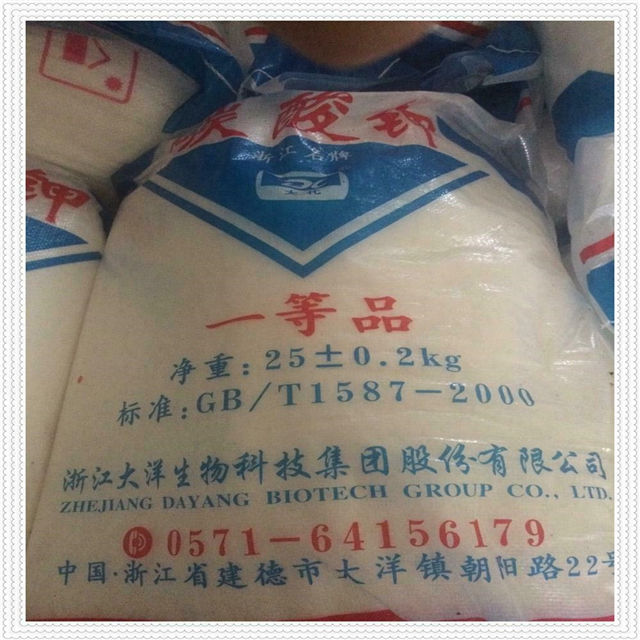 碳酸钾
浙江名牌
大化
钾
一等品
净重:25±0.2kg
标准:GB/T1587-2000
浙江大洋生物科技集团股份有限公司
ZHEJIANG DAYANG BIOTECH GROUP CO., LTD.
0571-64156179
中国·浙江省建德市大洋镇朝阳路22号